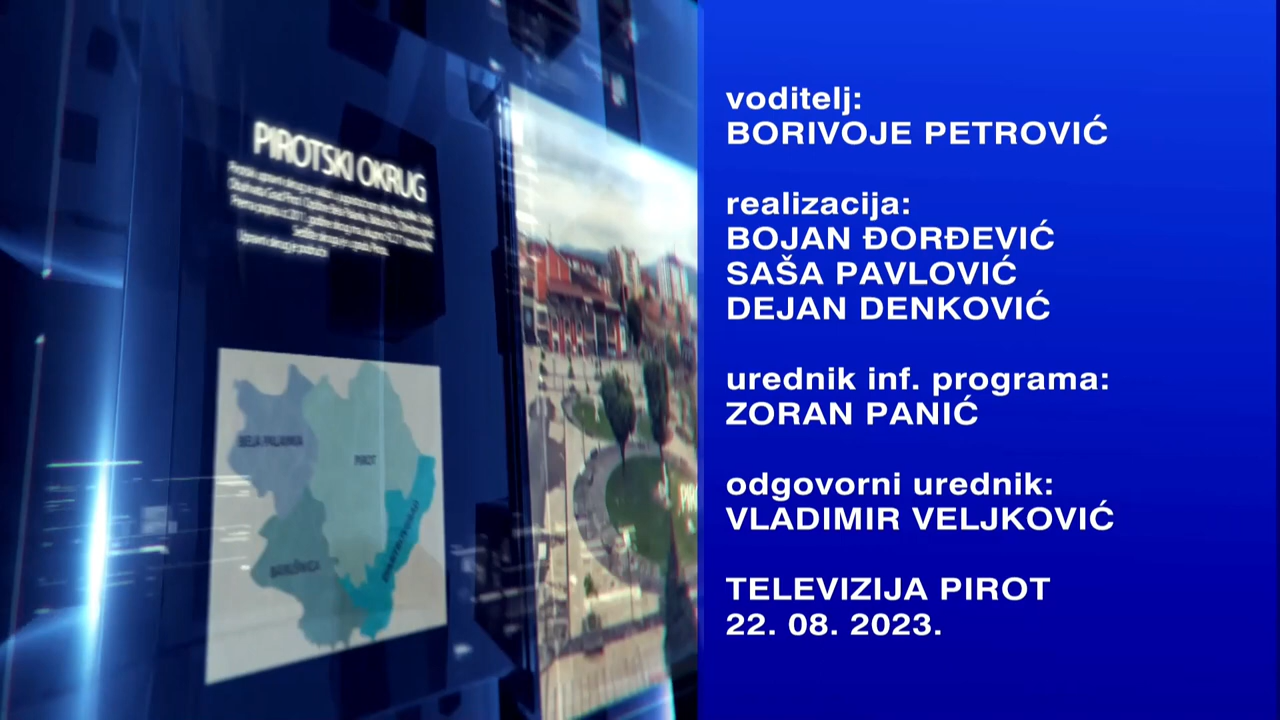 PIROTSKI OKRUG
BELA PALANKA
PIROT
BABUŠNICA
DIMITROVGRAD
voditelj:
BORIVOJE PETROVIĆ
realizacija:
BOJAN ĐORĐEVIĆ
SAŠA PAVLOVIĆ
DEJAN DENKOVIĆ
urednik inf. programa:
ZORAN PANIĆ
odgovorni urednik:
VLADIMIR VELJKOVIĆ
TELEVIZIJA PIROT
22. 08. 2023.